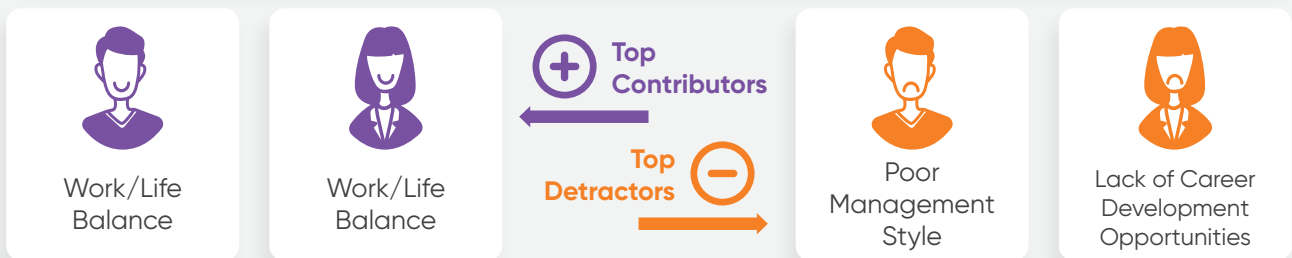 Work/Life
Balance
Work/Life
Balance
Top
Contributors
Top
Detractors
Poor
Management
Style
Lack of Career
Development
Opportunities